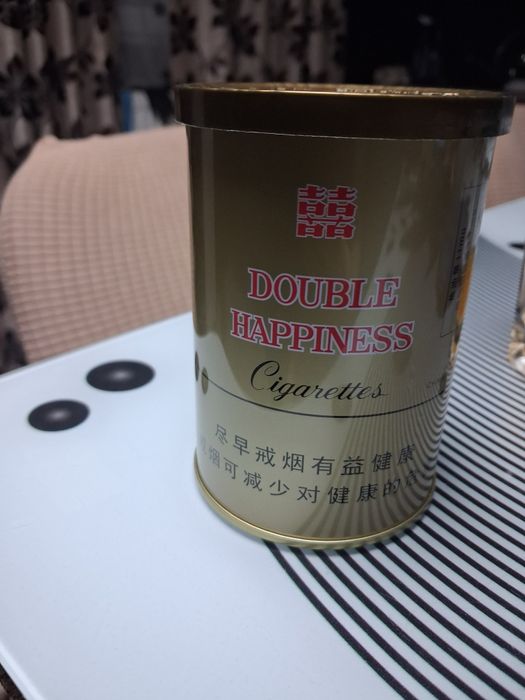 囍
DOUBLE
HAPPINESS
Cigarettes
尽早戒烟有益健康
烟可减少对健康的